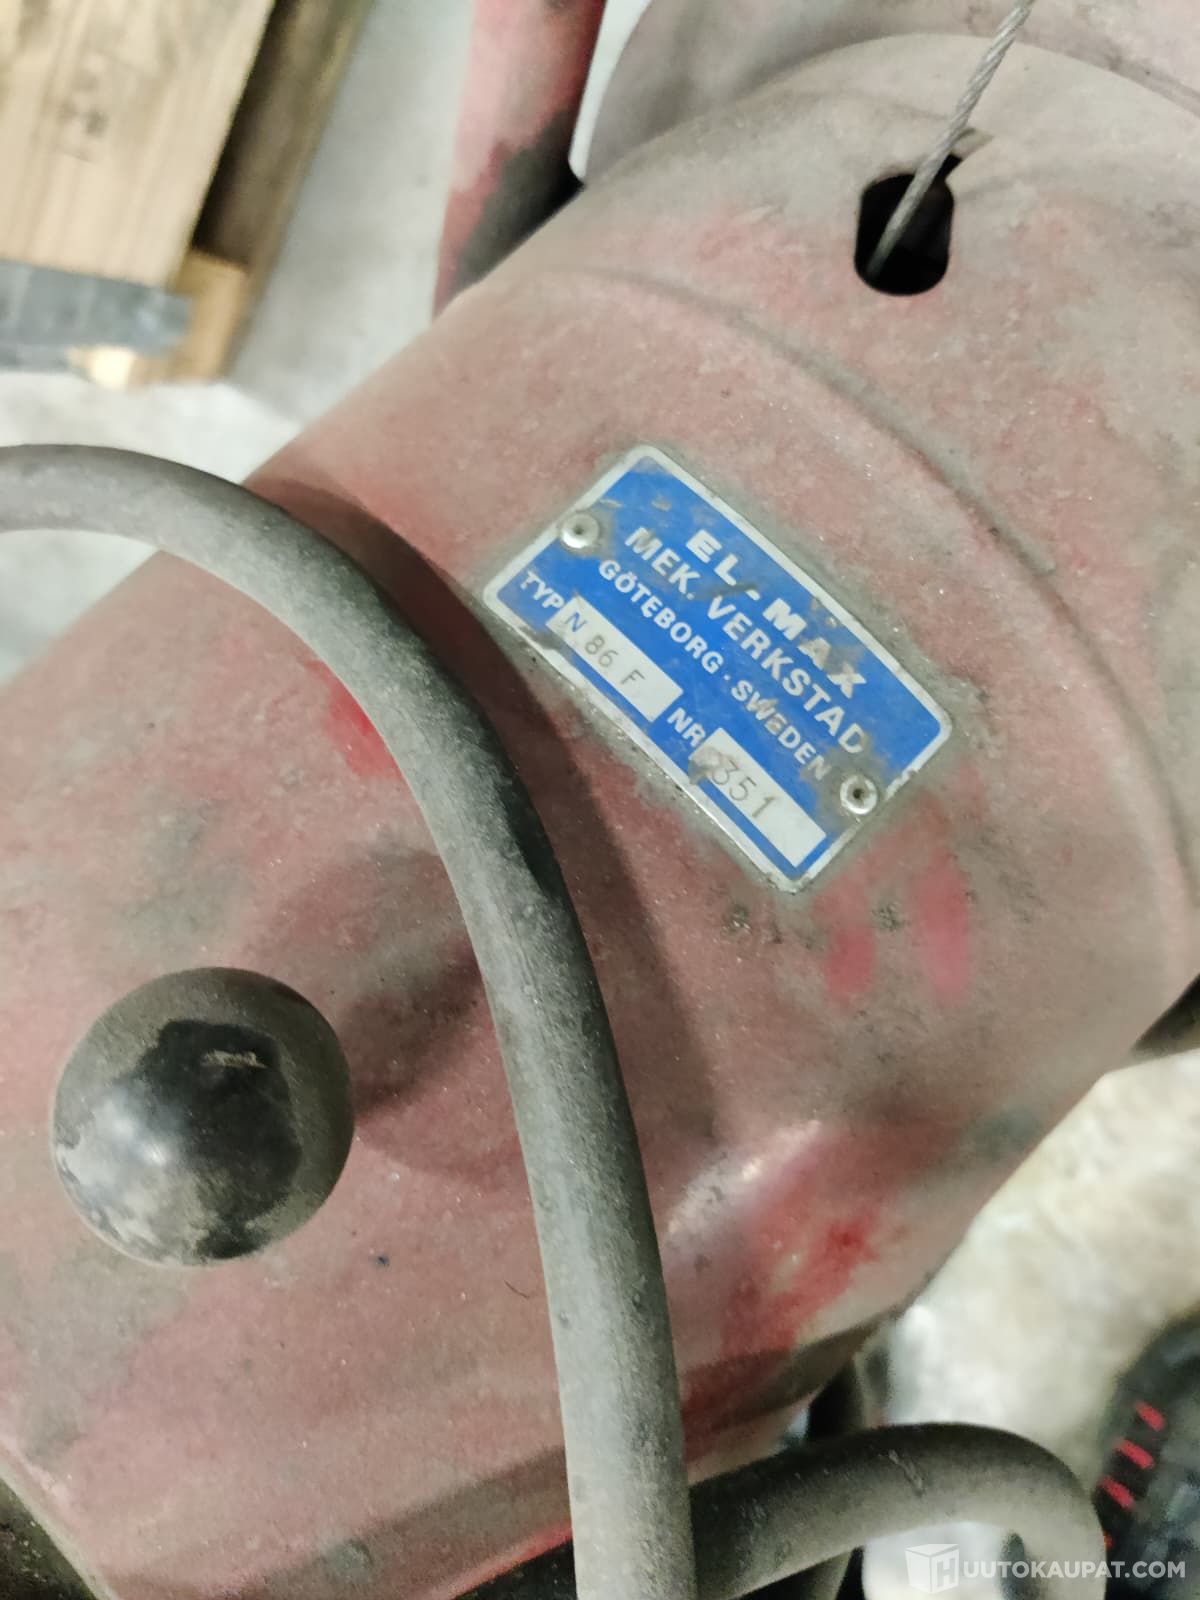 EL-MAX
MEK. VERKSTAD
GÖTEBORG · SWEDEN
TYP N 86 F NR 351
HUUTOKAUPAT.COM